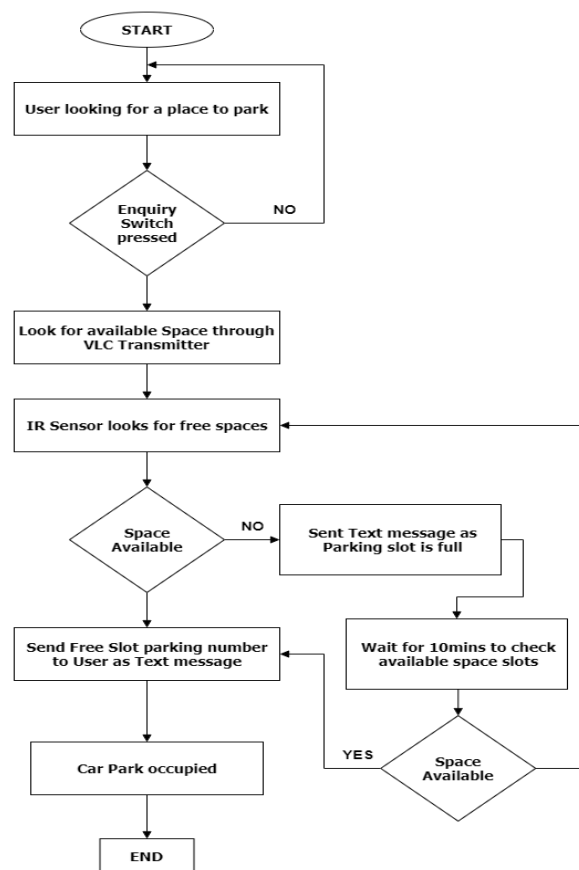 START
User looking for a place to park
Enquiry
Switch
pressed
NO
Look for available Space through
VLC Transmitter
IR Sensor looks for free spaces
Space
Available
NO
Sent Text message as
Parking slot is full
Wait for 10mins to check
available space slots
Send Free Slot parking number
to User as Text message
YES
Space
Available
Car Park occupied
END